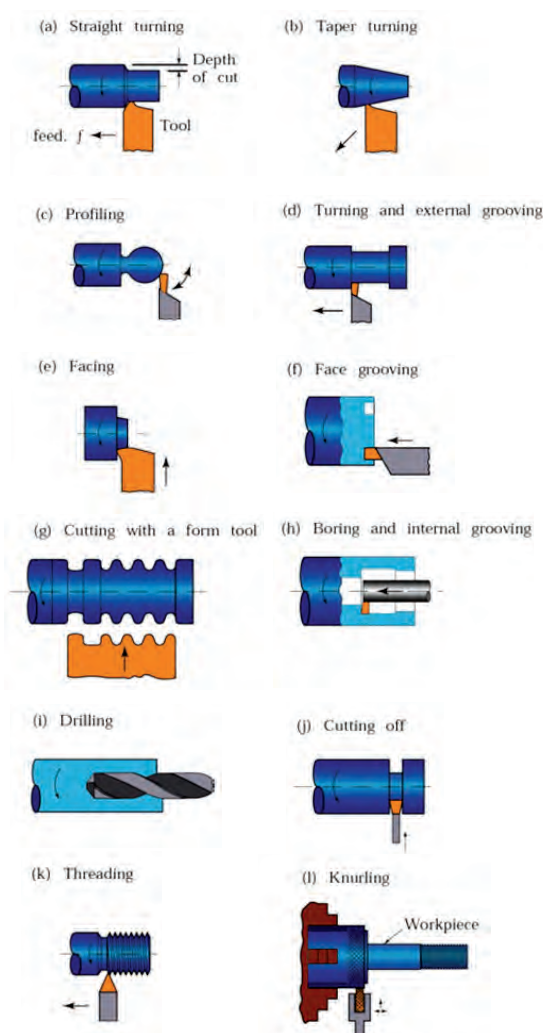 (a) Straight turning
Depth
of cut
Tool
feed. f
(b) Taper turning
(c) Profiling
(d) Turning and external grooving
(e) Facing
(f) Face grooving
(g) Cutting with a form tool
(h) Boring and internal grooving
(i) Drilling
(j) Cutting off
(k) Threading
(l) Knurling
Workpiece